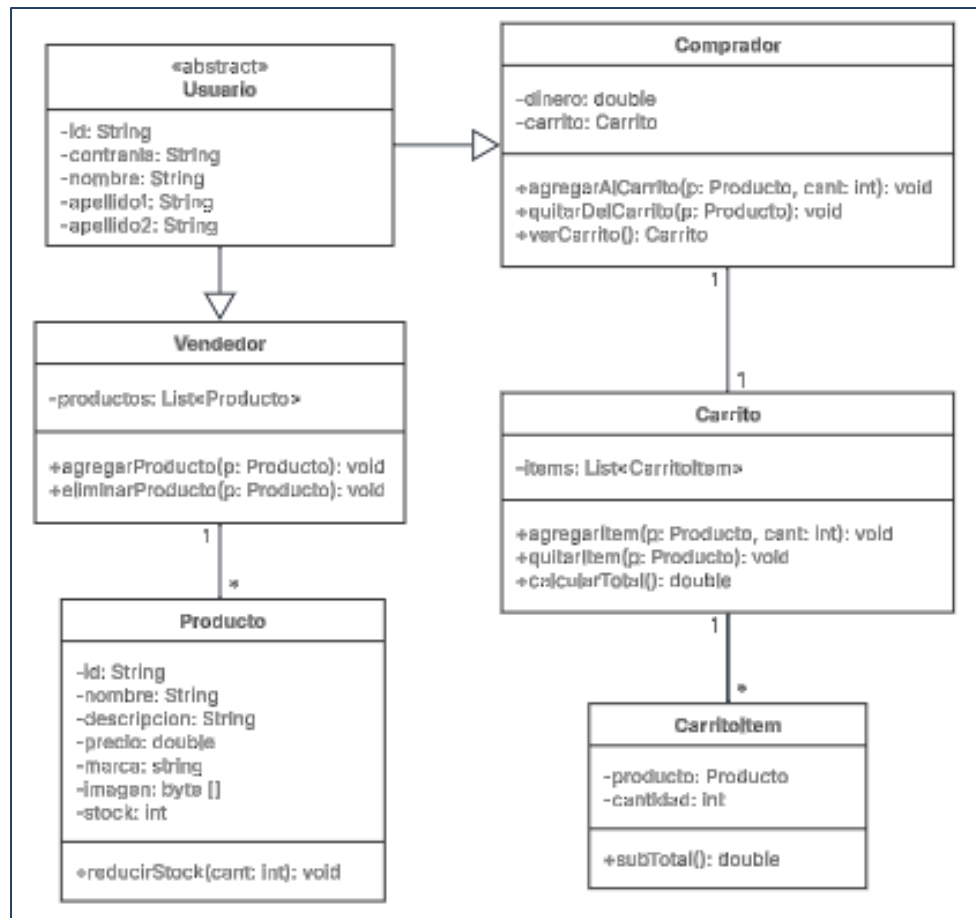 «abstract»
Usuario
-id: String
-contrania: String
-nombre: String
-apellido1: String
-apellido2: String
Comprador
-dinero: double
-carrito: Carrito
+agregarAlCarrito(p: Producto, cant: int): void
+quitarDelCarrito(p: Producto): void
+verCarrito(): Carrito
1
1
Vendedor
-productos: List<Producto>
+agregarProducto(p: Producto): void
+eliminarProducto(p: Producto): void
1
*
Carrito
-items: List<CarritoItem>
+agregarItem(p: Producto, cant: int): void
+quitarItem(p: Producto): void
+calcularTotal(): double
1
*
Producto
-id: String
-nombre: String
-descripcion: String
-precio: double
-marca: string
-imagen: byte []
-stock: int
+reducirStock(cant: int): void
CarritoItem
-producto: Producto
-cantidad: int
+subTotal(): double